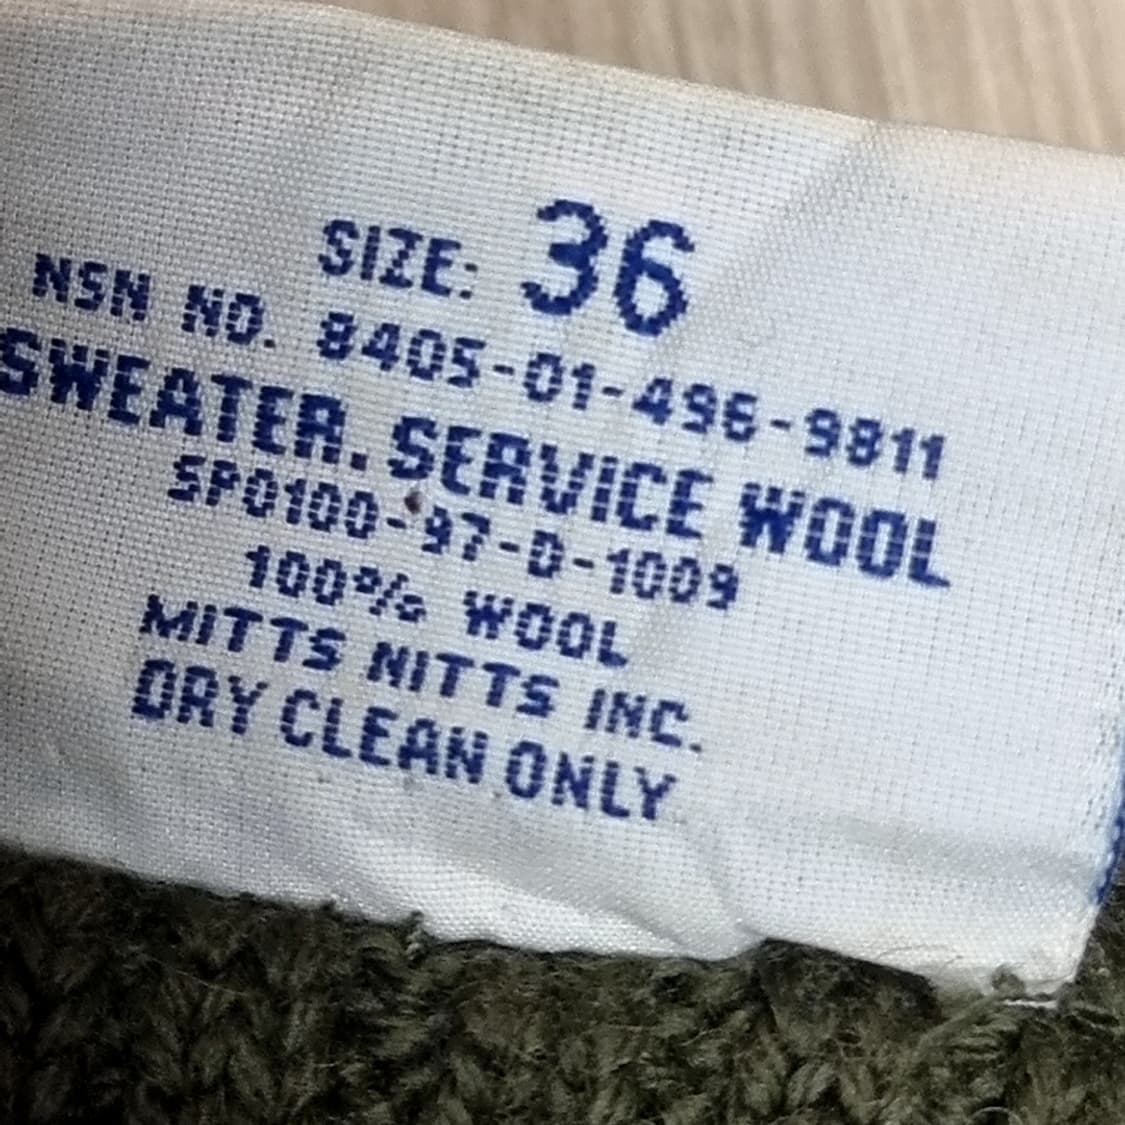 SIZE: 36
NSN NO. 8405-01-496-9811
SWEATER. SERVICE WOOL
SPO100-97-D-1009
100% WOOL
MITTS NITTS INC.
DRY CLEAN ONLY